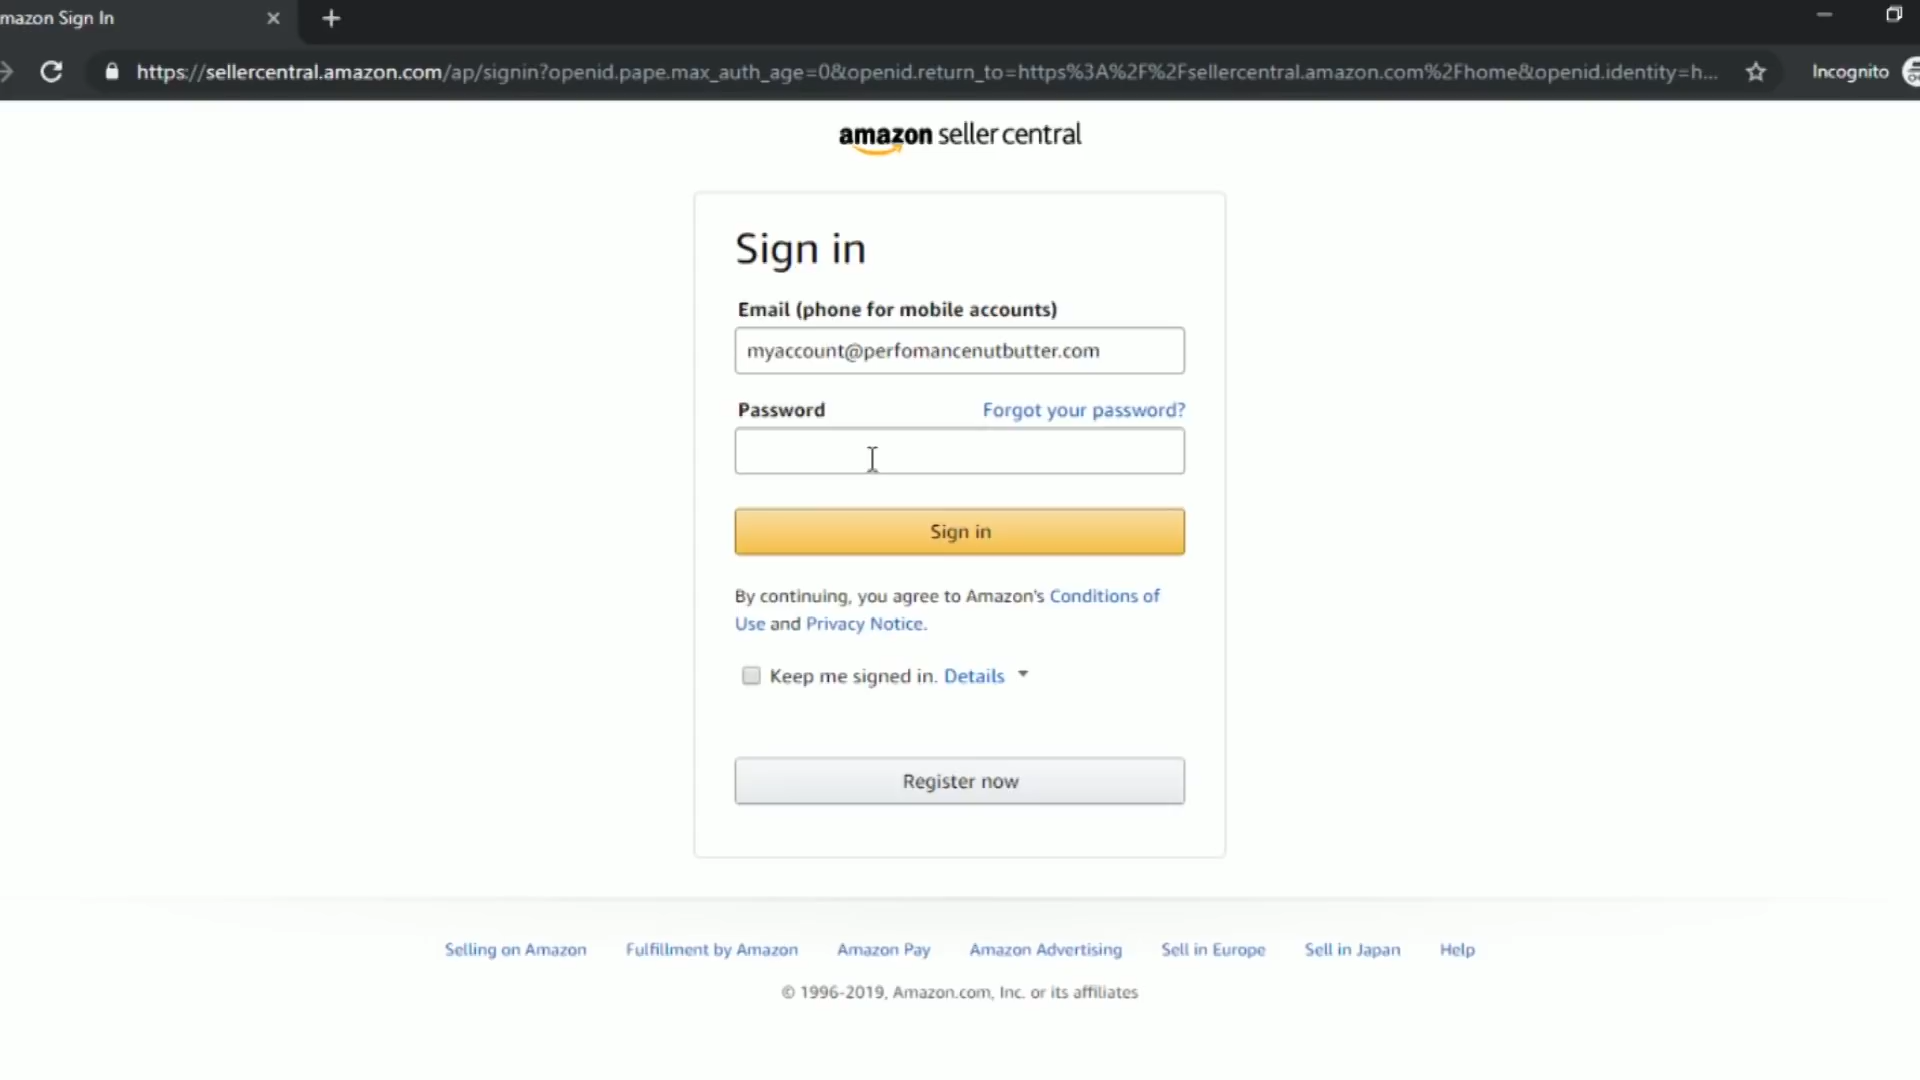 mazon Sign In
https://sellercentral.amazon.com/ap/signin?openid.pape.max_auth_age=0&openid.return_to=https%3A%2F%2Fsellercentral.amazon.com%2Fhome&openid.identity=h...
Incognito
amazon seller central
Sign in
Email (phone for mobile accounts)
myaccount@perfomancenutbutter.com
Password
Forgot your password?
Sign in
By continuing, you agree to Amazon's Conditions of
Use and Privacy Notice.
Keep me signed in. Details
Register now
Selling on Amazon Fulfillment by Amazon Amazon Pay Amazon Advertising Sell in Europe Sell in Japan Help
© 1996-2019, Amazon.com, Inc. or its affiliates